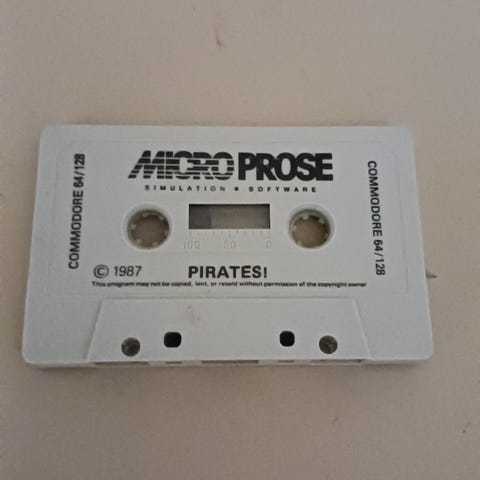 MICRO PROSE
SIMULATION ● SOFTWARE
COMMODORE 64/128
COMMODORE 64/128
100 50 0
© 1987 PIRATES!
This program may not be copied, lent, or resold without permission of the copyright owner